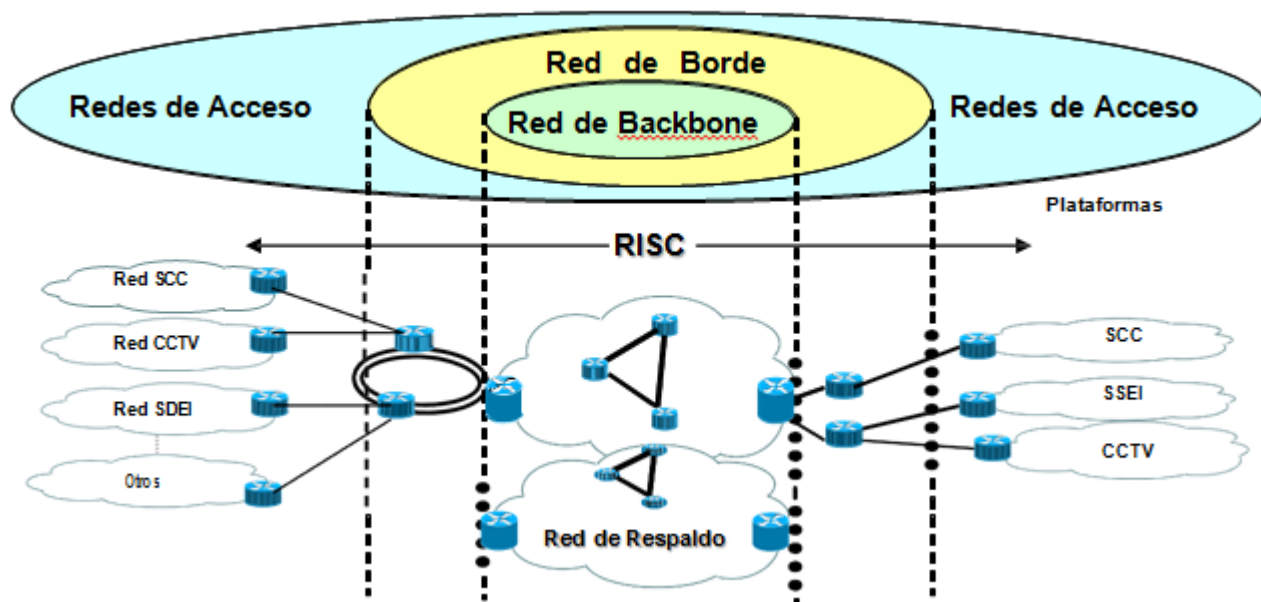 Red de Borde
Redes de Acceso
Redes de Acceso
Red de Backbone
Plataformas
RISC
Red SCC
Red CCTV
Red SDEI
Otros
SCC
SSEI
CCTV
Red de Respaldo